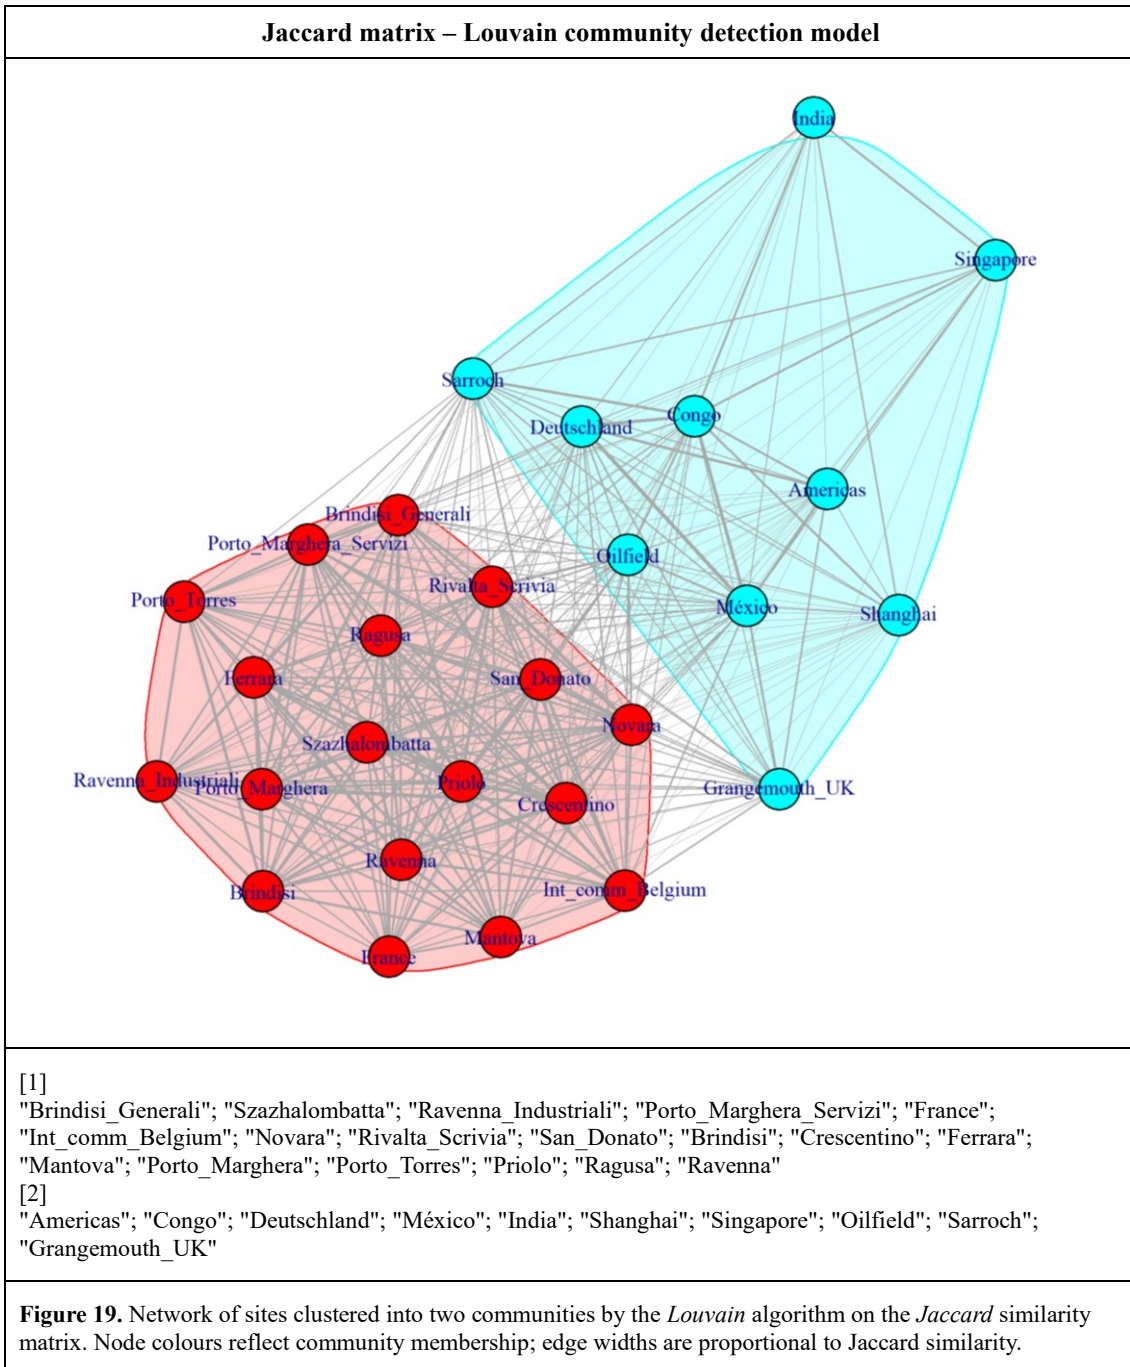 Jaccard matrix – Louvain community detection model
India
Singapore
Sarroch
Congo
Deutschland
Americas
Brindisi_Generali
Porto_Marghera_Servizi
Oilfield
Rivalta_Scrivia
Porto_Torres
México
Shanghai
Ragusa
Ferrara
San_Donato
Novara
Szazhalombatta
Ravenna_Industriali
Porto_Marghera
Priolo
Grangemouth_UK
Crescentino
Ravenna
Brindisi
Int_comm_Belgium
Mantova
France
[1]
"Brindisi_Generali"; "Szazhalombatta"; "Ravenna_Industriali"; "Porto_Marghera_Servizi"; "France";
"Int_comm_Belgium"; "Novara"; "Rivalta_Scrivia"; "San_Donato"; "Brindisi"; "Crescentino"; "Ferrara";
"Mantova"; "Porto_Marghera"; "Porto_Torres"; "Priolo"; "Ragusa"; "Ravenna"
[2]
"Americas"; "Congo"; "Deutschland"; "México"; "India"; "Shanghai"; "Singapore"; "Oilfield"; "Sarroch";
"Grangemouth_UK"
Figure 19. Network of sites clustered into two communities by the Louvain algorithm on the Jaccard similarity
matrix. Node colours reflect community membership; edge widths are proportional to Jaccard similarity.